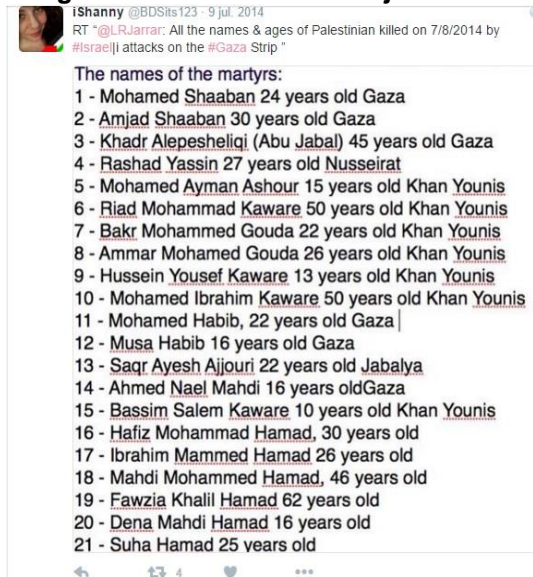 iShanny @BDSits123 · 9 jul. 2014
RT “@LRJarrar: All the names & ages of Palestinian killed on 7/8/2014 by
#Israel|i attacks on the #Gaza Strip ”
The names of the martyrs:
1 - Mohamed Shaaban 24 years old Gaza
2 - Amjad Shaaban 30 years old Gaza
3 - Khadr Alepesheliqi (Abu Jabal) 45 years old Gaza
4 - Rashad Yassin 27 years old Nusseirat
5 - Mohamed Ayman Ashour 15 years old Khan Younis
6 - Riad Mohammad Kaware 50 years old Khan Younis
7 - Bakr Mohammed Gouda 22 years old Khan Younis
8 - Ammar Mohamed Gouda 26 years old Khan Younis
9 - Hussein Yousef Kaware 13 years old Khan Younis
10 - Mohamed Ibrahim Kaware 50 years old Khan Younis
11 - Mohamed Habib, 22 years old Gaza
12 - Musa Habib 16 years old Gaza
13 - Saqr Ayesh Ajjouri 22 years old Jabalya
14 - Ahmed Nael Mahdi 16 years oldGaza
15 - Bassim Salem Kaware 10 years old Khan Younis
16 - Hafiz Mohammad Hamad, 30 years old
17 - Ibrahim Mammed Hamad 26 years old
18 - Mahdi Mohammed Hamad, 46 years old
19 - Fawzia Khalil Hamad 62 years old
20 - Dena Mahdi Hamad 16 years old
21 - Suha Hamad 25 years old
4